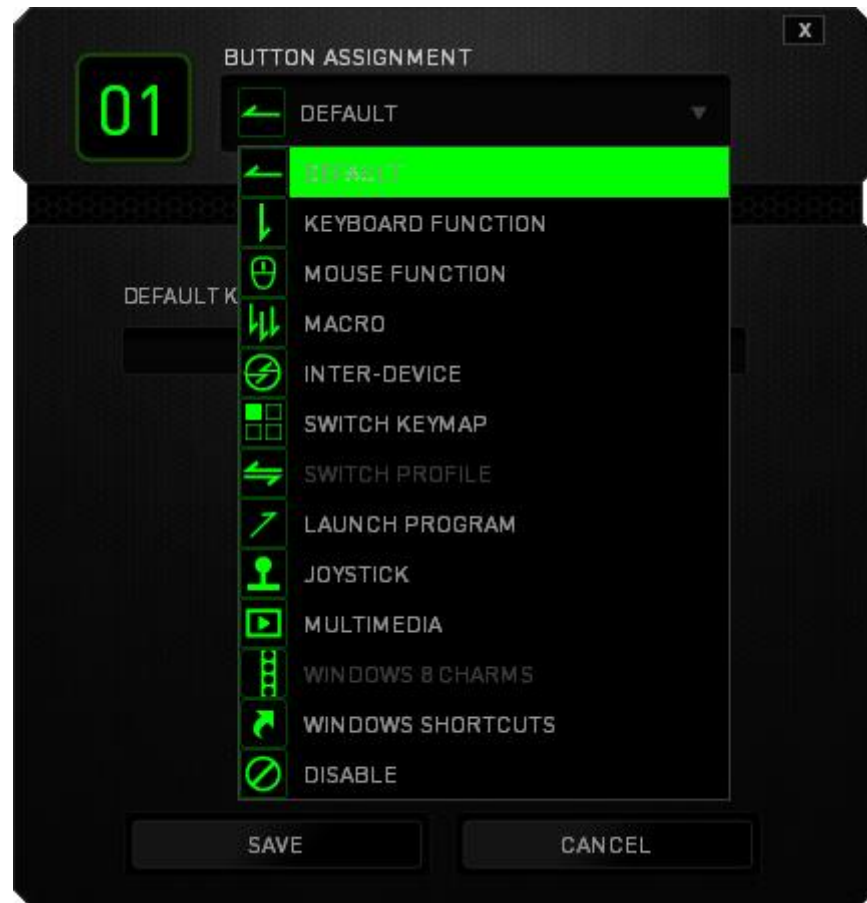 X
BUTTON ASSIGNMENT
01
DEFAULT
DEFAULT
KEYBOARD FUNCTION
MOUSE FUNCTION
DEFAULT K
MACRO
INTER-DEVICE
SWITCH KEYMAP
SWITCH PROFILE
LAUNCH PROGRAM
JOYSTICK
MULTIMEDIA
WINDOWS 8 CHARMS
WINDOWS SHORTCUTS
DISABLE
SAVE
CANCEL